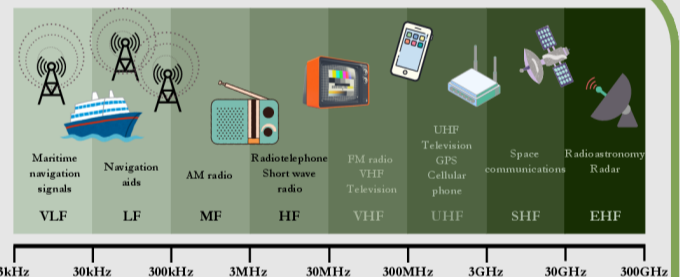 Maritime
navigation
signals
VLF
Navigation
aids
LF
AM radio
MF
Radiotelephone
Short wave
radio
HF
FM radio
VHF
Television
VHF
UHF
Television
GPS
Cellular
phone
UHF
Space
communications
SHF
Radioastronomy
Radar
EHF
3kHz 30kHz 300kHz 3MHz 30MHz 300MHz 3GHz 30GHz 300GHz